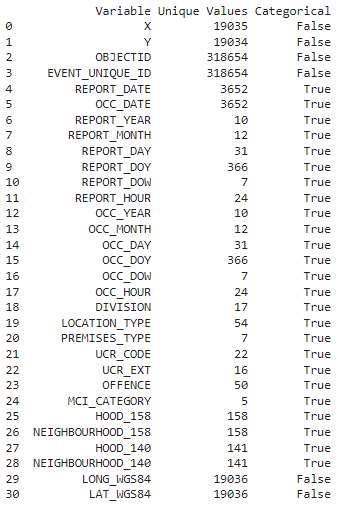 Variable Unique Values Categorical
0 X 19035 False
1 Y 19034 False
2 OBJECTID 318654 False
3 EVENT_UNIQUE_ID 318654 False
4 REPORT_DATE 3652 True
5 OCC_DATE 3652 True
6 REPORT_YEAR 10 True
7 REPORT_MONTH 12 True
8 REPORT_DAY 31 True
9 REPORT_DOY 366 True
10 REPORT_DOW 7 True
11 REPORT_HOUR 24 True
12 OCC_YEAR 10 True
13 OCC_MONTH 12 True
14 OCC_DAY 31 True
15 OCC_DOY 366 True
16 OCC_DOW 7 True
17 OCC_HOUR 24 True
18 DIVISION 17 True
19 LOCATION_TYPE 54 True
20 PREMISES_TYPE 7 True
21 UCR_CODE 22 True
22 UCR_EXT 16 True
23 OFFENCE 50 True
24 MCI_CATEGORY 5 True
25 HOOD_158 158 True
26 NEIGHBOURHOOD_158 158 True
27 HOOD_140 141 True
28 NEIGHBOURHOOD_140 141 True
29 LONG_WGS84 19036 False
30 LAT_WGS84 19036 False